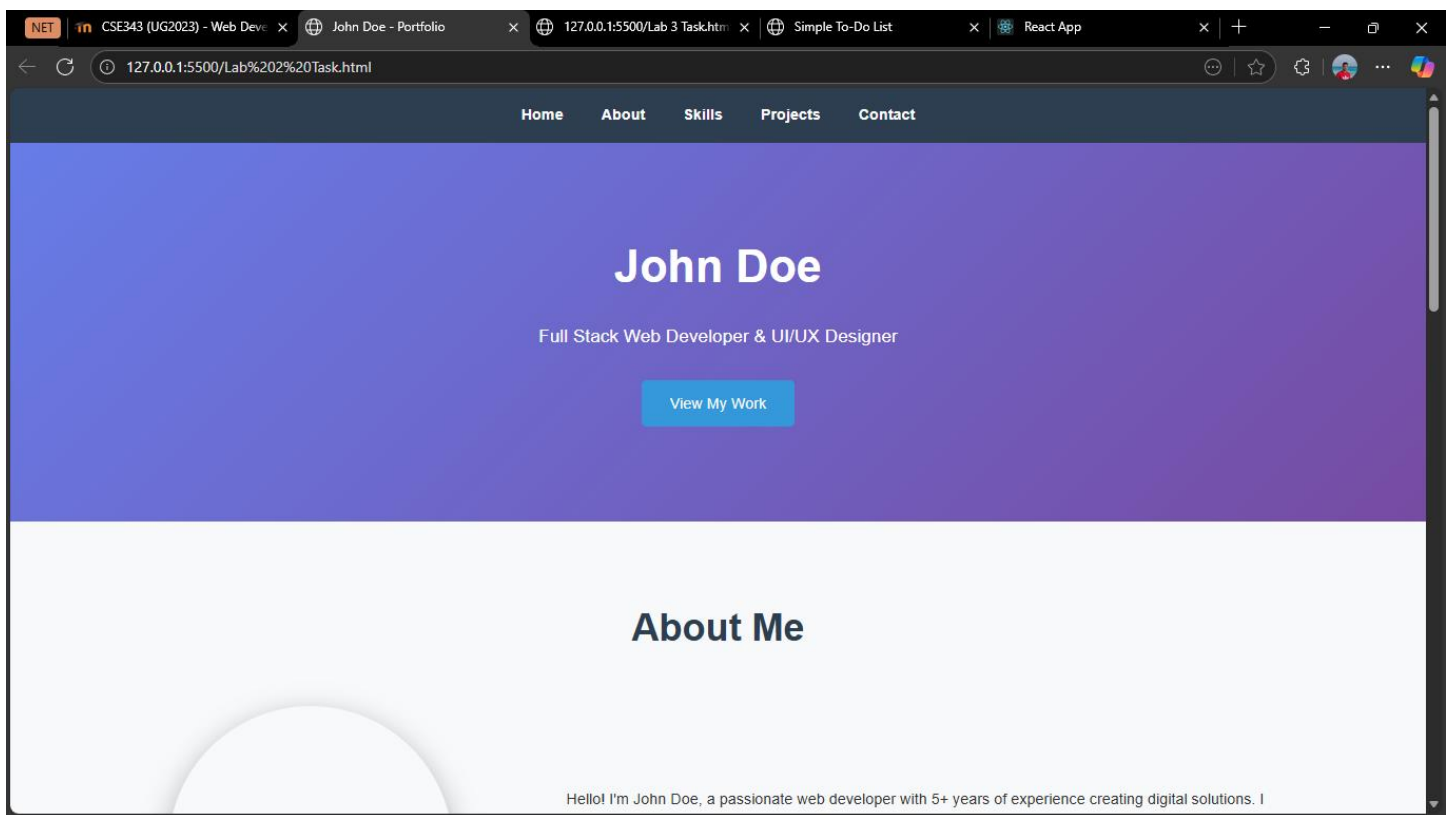 NET
CSE343 (UG2023) - Web Deve
John Doe - Portfolio
127.0.0.1:5500/Lab 3 Task.htm
Simple To-Do List
React App
127.0.0.1:5500/Lab%202%20Task.html
Home About Skills Projects Contact
John Doe
Full Stack Web Developer & UI/UX Designer
View My Work
About Me
Hello! I'm John Doe, a passionate web developer with 5+ years of experience creating digital solutions. I